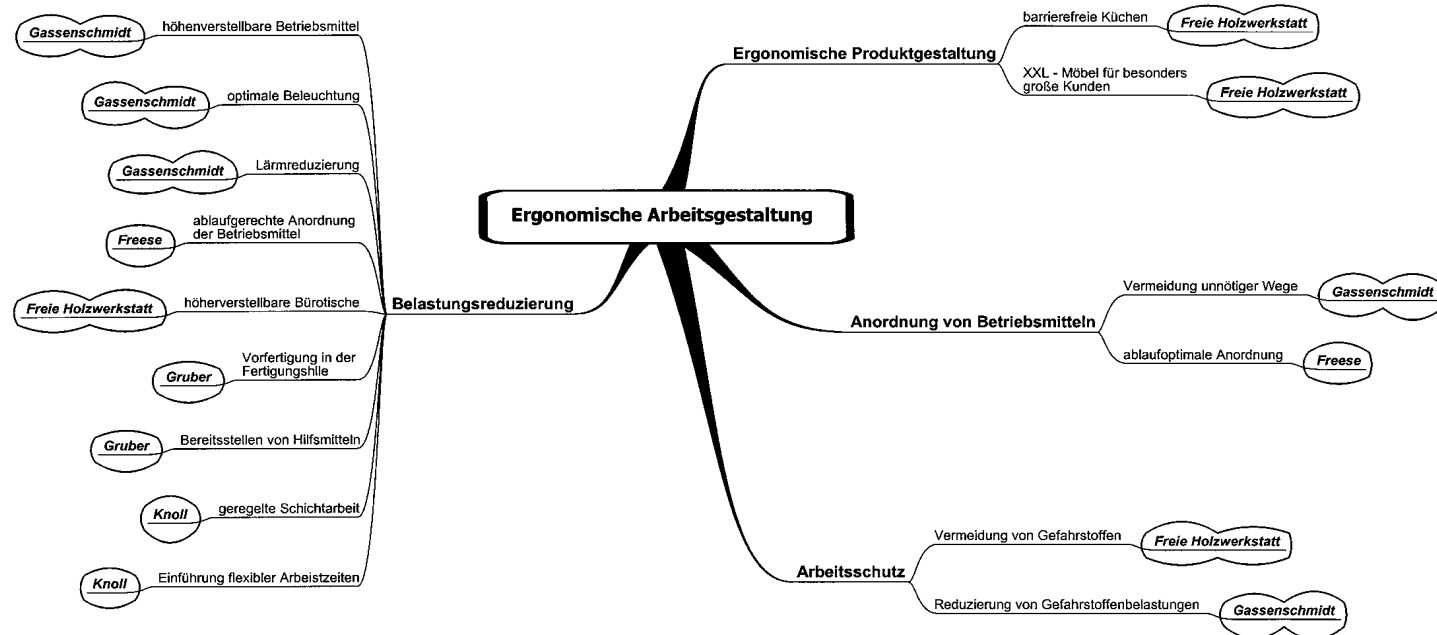 Ergonomische Arbeitsgestaltung
Ergonomische Produktgestaltung
barrierefreie Küchen
Freie Holzwerkstatt
XXL - Möbel für besonders
große Kunden
Freie Holzwerkstatt
Anordnung von Betriebsmitteln
Vermeidung unnötiger Wege
Gassenschmidt
ablaufoptimale Anordnung
Freese
Arbeitsschutz
Vermeidung von Gefahrstoffen
Freie Holzwerkstatt
Reduzierung von Gefahrstoffenbelastungen
Gassenschmidt
Belastungsreduzierung
höhenverstellbare Betriebsmittel
Gassenschmidt
optimale Beleuchtung
Gassenschmidt
Lärmreduzierung
Gassenschmidt
ablaufgerechte Anordnung
der Betriebsmittel
Freese
höherverstellbare Bürotische
Freie Holzwerkstatt
Vorfertigung in der
Fertigungshlle
Gruber
Bereitsstellen von Hilfsmitteln
Gruber
geregelte Schichtarbeit
Knoll
Einführung flexibler Arbeistzeiten
Knoll